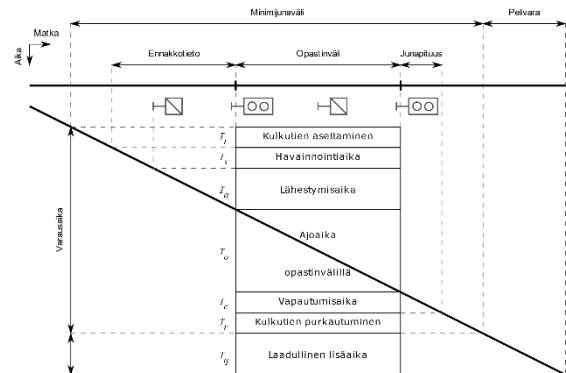 Minimijunaväli
Pelivara
Matka
Aika
Ennakkotieto
Opastinväli
Junapituus
Kulkutien asettaminen
Havainnointiaika
Lähestymisaika
Ajoaika
opastinvälillä
Vapautumisaika
Kulkutien purkautuminen
Laadullinen lisäaika
Varausaika
T_t
T_s
T_a
T_o
T_c
T_r
T_q